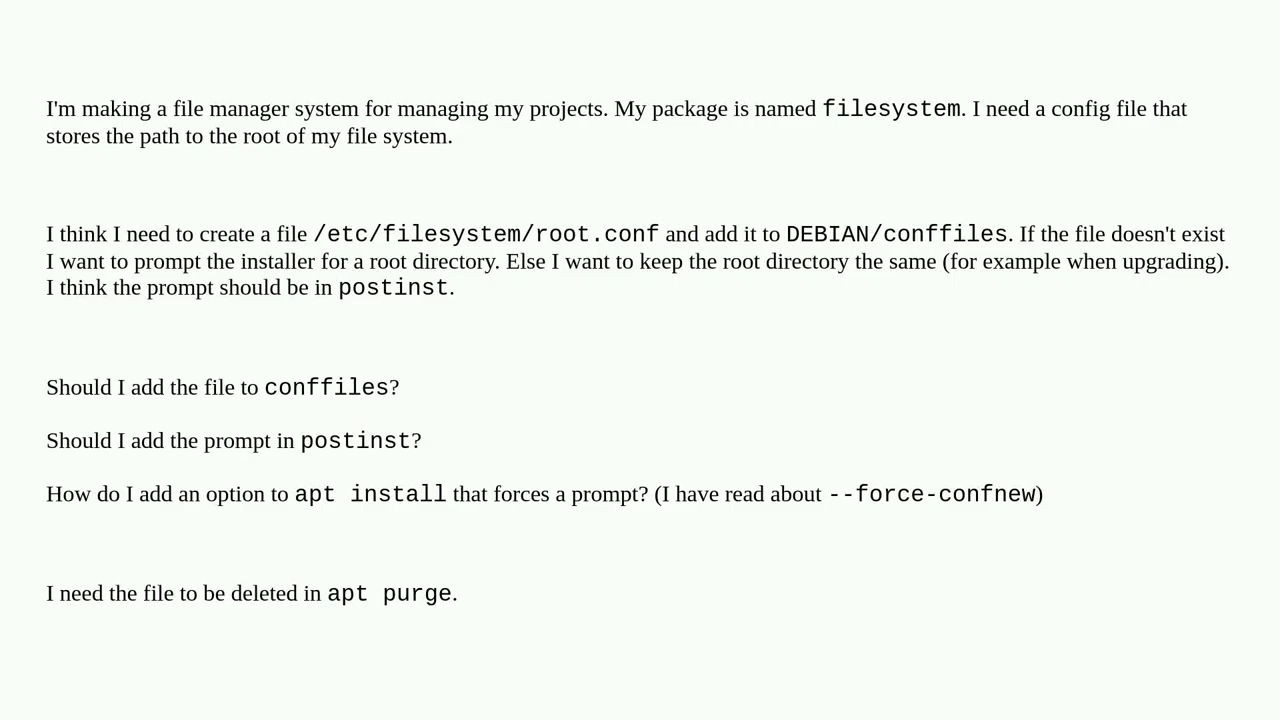 I'm making a file manager system for managing my projects. My package is named filesystem. I need a config file that
stores the path to the root of my file system.
I think I need to create a file /etc/filesystem/root.conf and add it to DEBIAN/conffiles. If the file doesn't exist
I want to prompt the installer for a root directory. Else I want to keep the root directory the same (for example when upgrading).
I think the prompt should be in postinst.
Should I add the file to conffiles?
Should I add the prompt in postinst?
How do I add an option to apt install that forces a prompt? (I have read about --force-confnew)
I need the file to be deleted in apt purge.